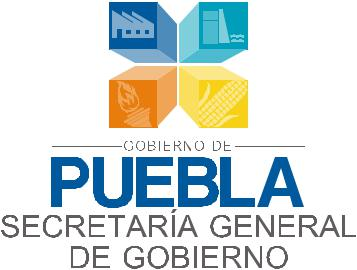 GOBIERNO DE
PUEBLA
SECRETARÍA GENERAL
DE GOBIERNO